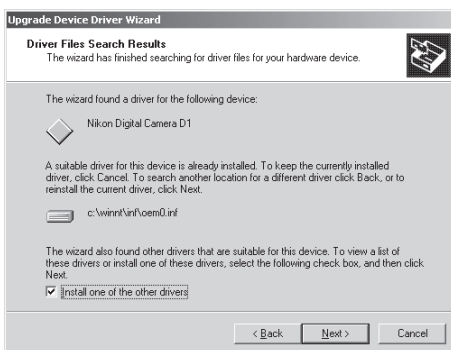 Upgrade Device Driver Wizard
Driver Files Search Results
The wizard has finished searching for driver files for your hardware device.
The wizard found a driver for the following device:
Nikon Digital Camera D1
A suitable driver for this device is already installed. To keep the currently installed
driver, click Cancel. To search another location for a different driver click Back, or to
reinstall the current driver, click Next.
c:\winnt\inf\oem0.inf
The wizard also found other drivers that are suitable for this device. To view a list of
these drivers or install one of these drivers, select the following check box, and then click
Next.
Install one of the other drivers
< Back Next > Cancel